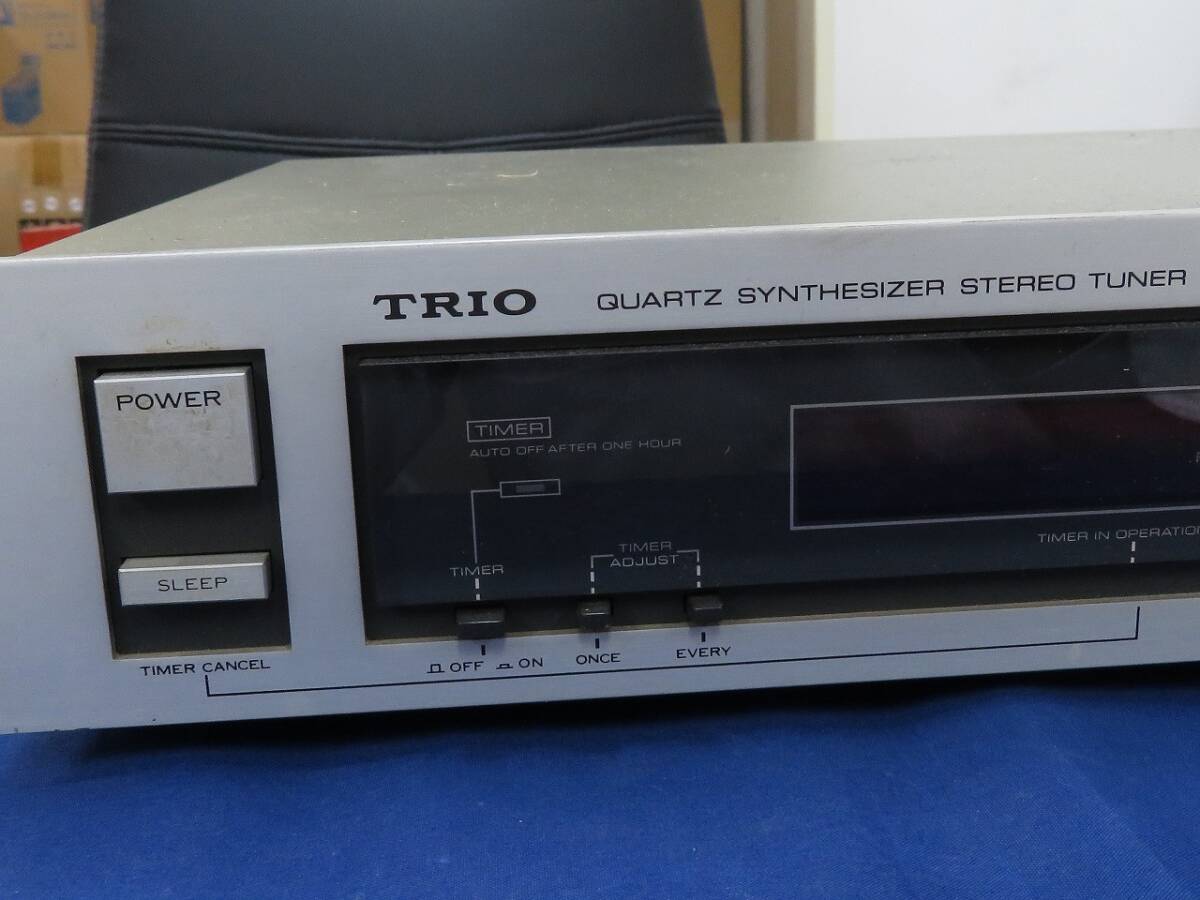 TRIO
QUARTZ SYNTHESIZER STEREO TUNER
POWER
TIMER
AUTO OFF AFTER ONE HOUR
TIMER IN OPERATION
TIMER
ADJUST
TIMER
SLEEP
OFF ON
ONCE
EVERY
TIMER CANCEL